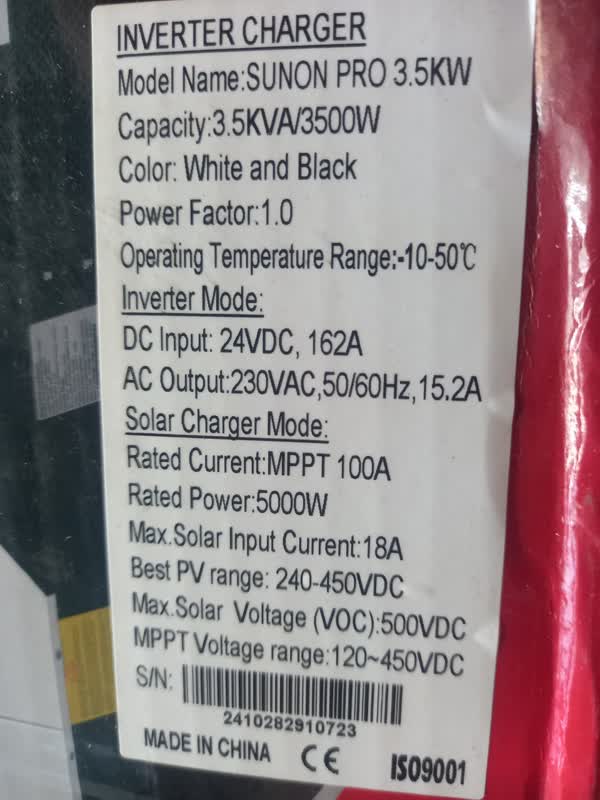 INVERTER CHARGER
Model Name:SUNON PRO 3.5KW
Capacity:3.5KVA/3500W
Color: White and Black
Power Factor:1.0
Operating Temperature Range:-10-50℃
Inverter Mode:
DC Input: 24VDC, 162A
AC Output:230VAC,50/60Hz,15.2A
Solar Charger Mode:
Rated Current:MPPT 100A
Rated Power:5000W
Max.Solar Input Current:18A
Best PV range: 240-450VDC
Max.Solar Voltage (VOC):500VDC
MPPT Voltage range:120~450VDC
S/N:
2410282910723
MADE IN CHINA CE ISO9001